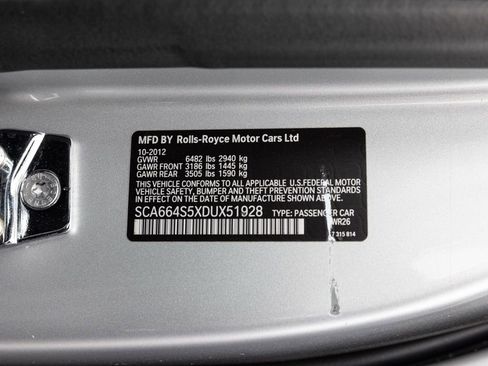 MFD BY Rolls-Royce Motor Cars Ltd
10-2012
GVWR 6482 lbs 2940 kg
GAWR FRONT 3186 lbs 1445 kg
GAWR REAR 3505 lbs 1590 kg
THIS VEHICLE CONFORMS TO ALL APPLICABLE U.S.FEDERAL MOTOR
VEHICLE SAFETY, BUMPER AND THEFT PREVENTION STANDARDS
IN EFFECT ON THE DATE OF MANUFACTURE SHOWN ABOVE.
SCA664S5XDUX51928 TYPE: PASSENGER CAR
WR26
7 315 814